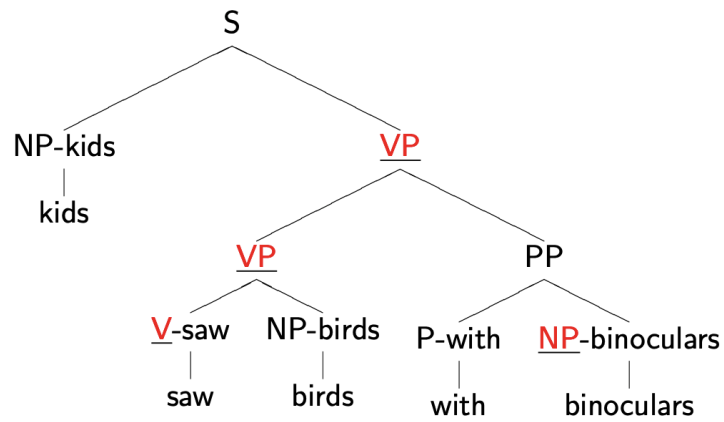 S
NP-kids VP
kids
VP PP
V-saw NP-birds P-with NP-binoculars
saw birds with binoculars